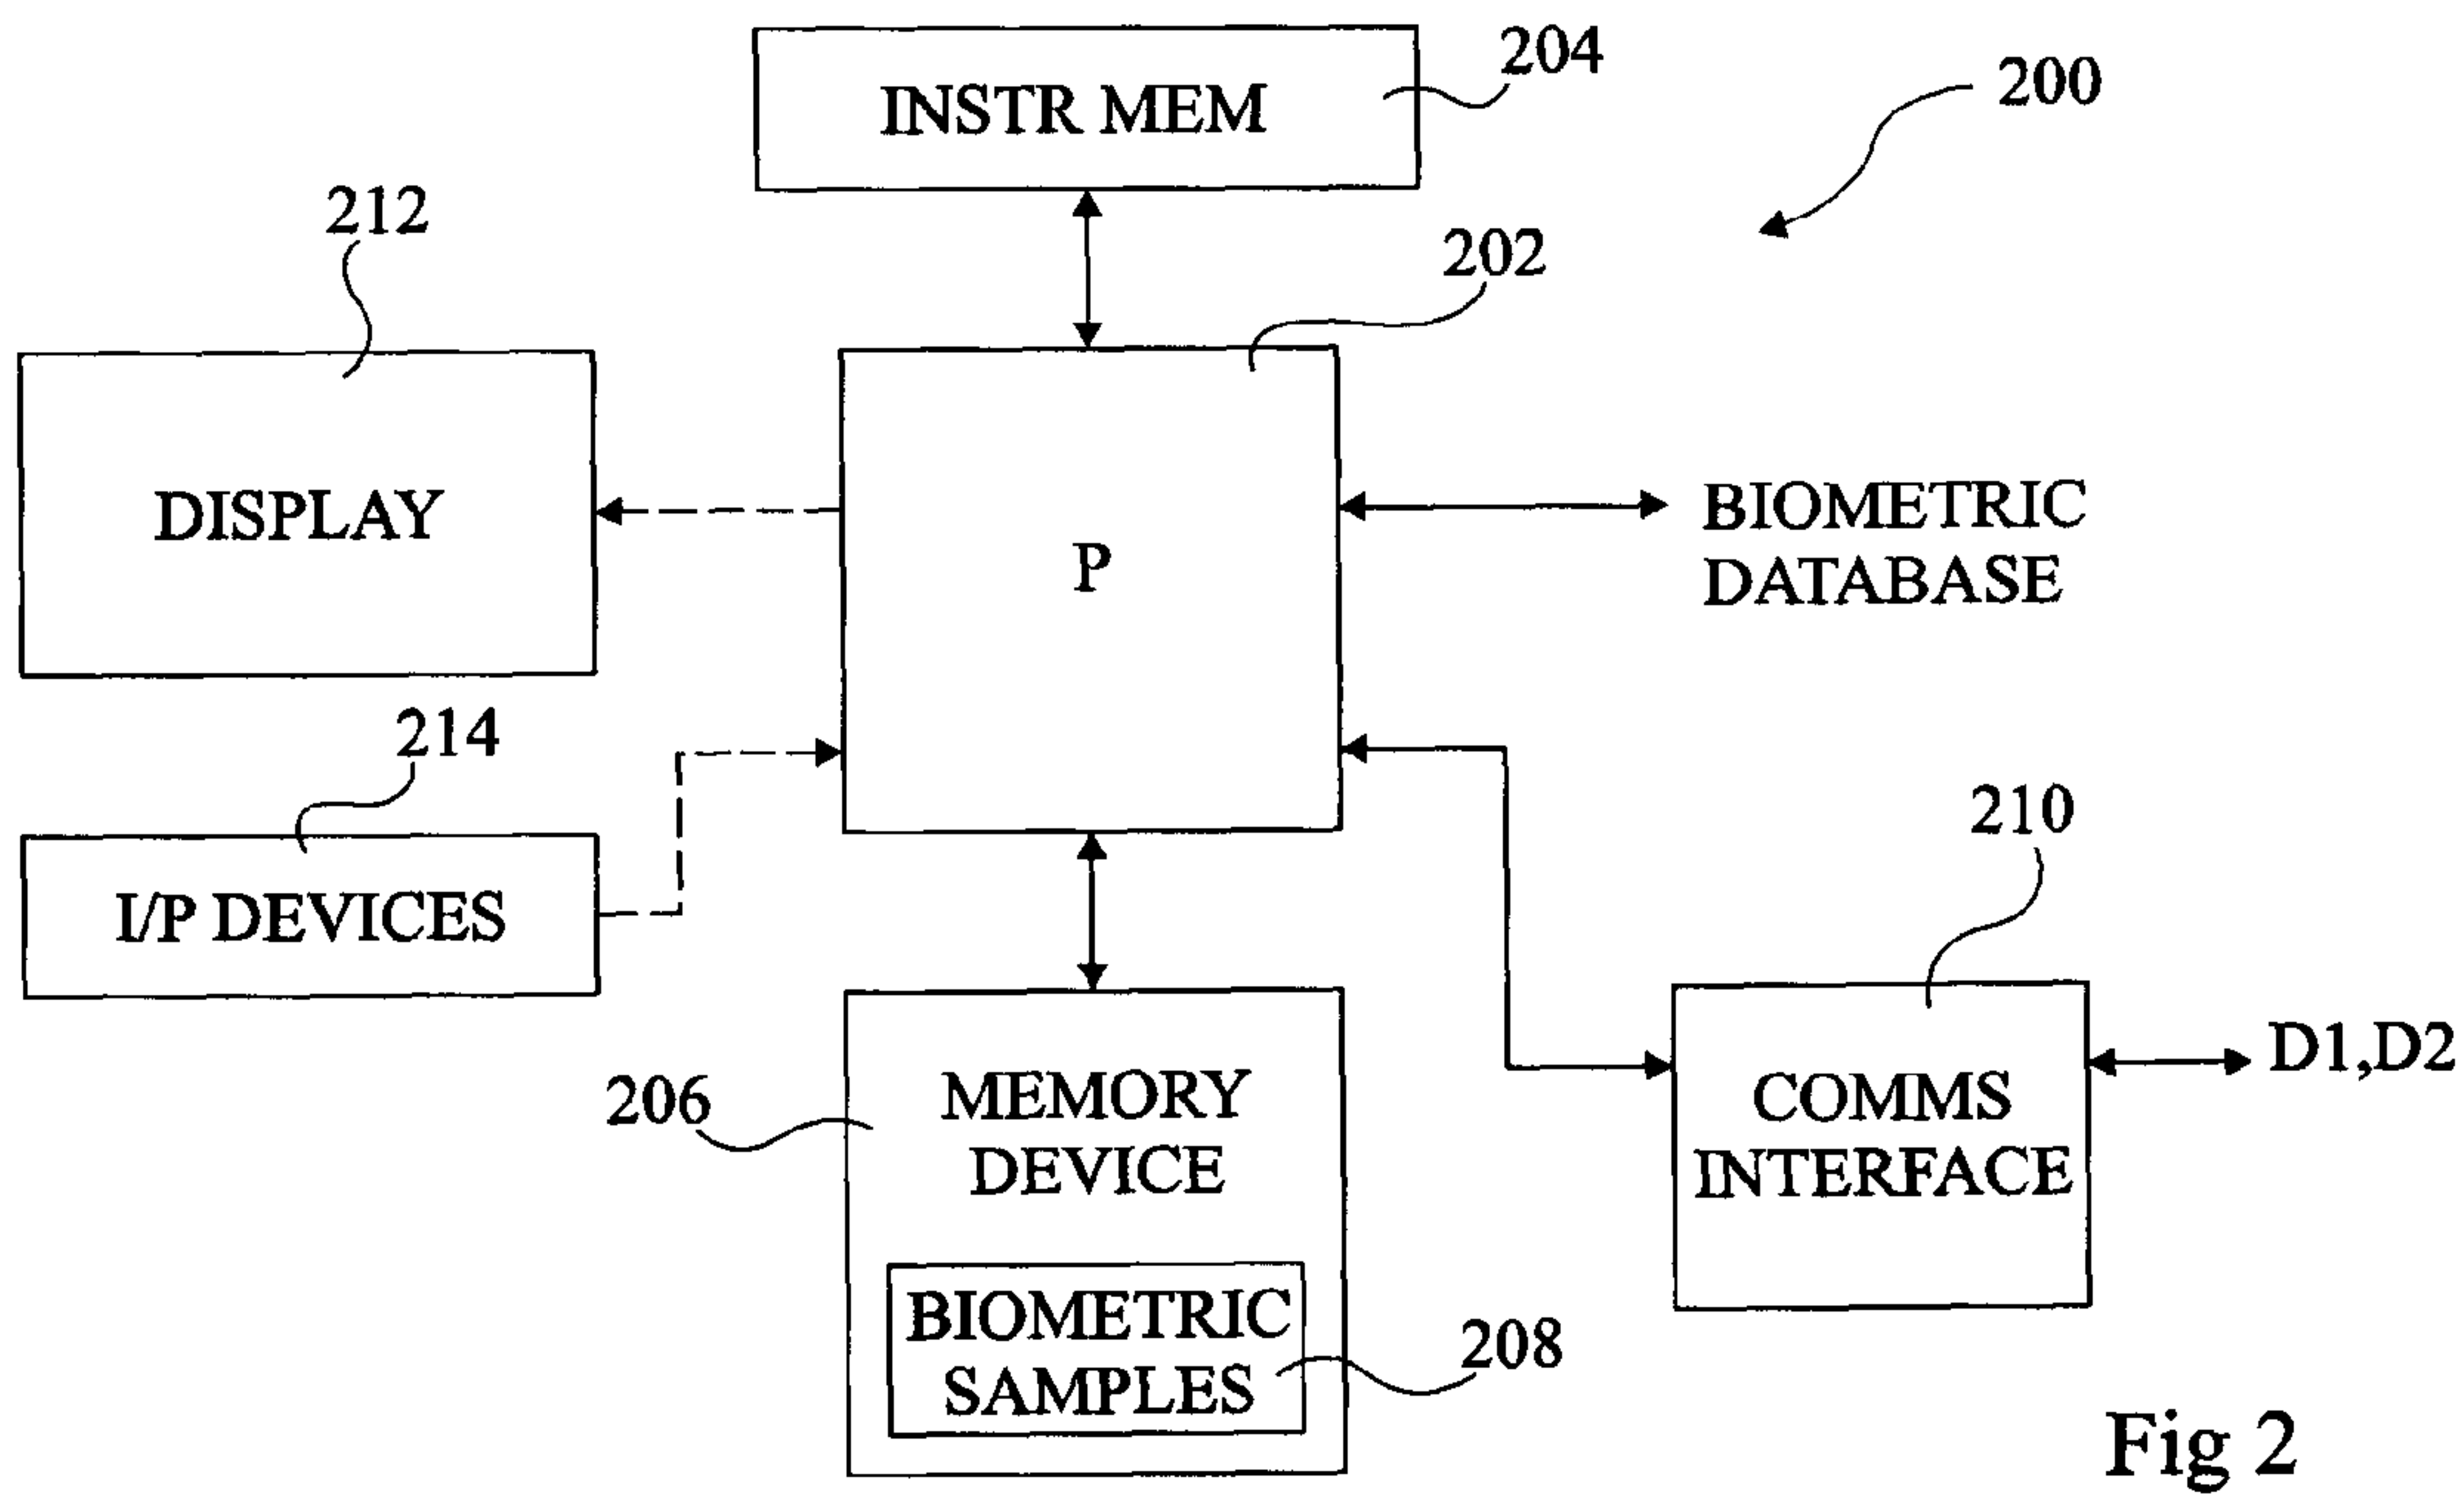 204
INSTR MEM
200
212
202
DISPLAY
P
BIOMETRIC
DATABASE
214
I/P DEVICES
210
206
MEMORY
DEVICE
COMMS
INTERFACE
D1,D2
BIOMETRIC
SAMPLES
208
Fig 2